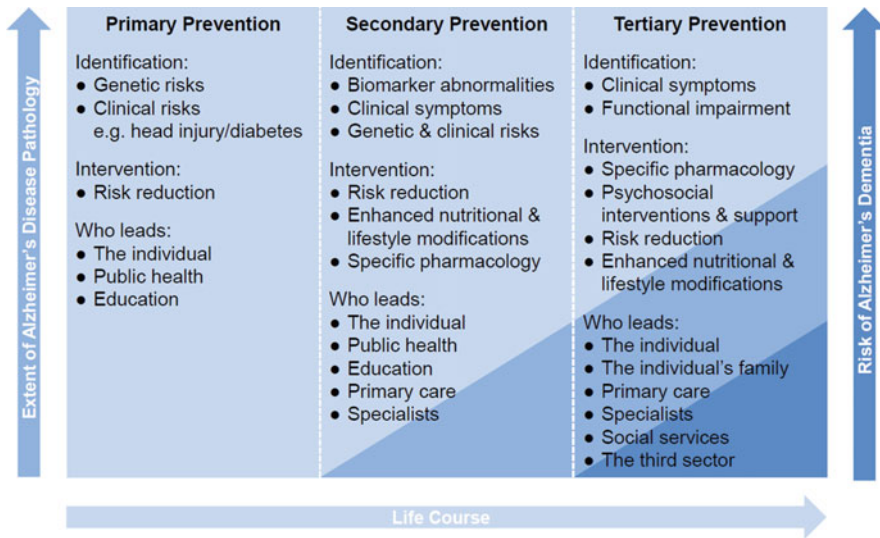 Extent of Alzheimer's Disease Pathology
Primary Prevention
Identification:
● Genetic risks
● Clinical risks
e.g. head injury/diabetes
Intervention:
● Risk reduction
Who leads:
● The individual
● Public health
● Education
Secondary Prevention
Identification:
● Biomarker abnormalities
● Clinical symptoms
● Genetic & clinical risks
Intervention:
● Risk reduction
● Enhanced nutritional &
lifestyle modifications
● Specific pharmacology
Who leads:
● The individual
● Public health
● Education
● Primary care
● Specialists
Tertiary Prevention
Identification:
● Clinical symptoms
● Functional impairment
Intervention:
● Specific pharmacology
● Psychosocial
interventions & support
● Risk reduction
● Enhanced nutritional &
lifestyle modifications
Who leads:
● The individual
● The individual's family
● Primary care
● Specialists
● Social services
● The third sector
Risk of Alzheimer's Dementia
Life Course